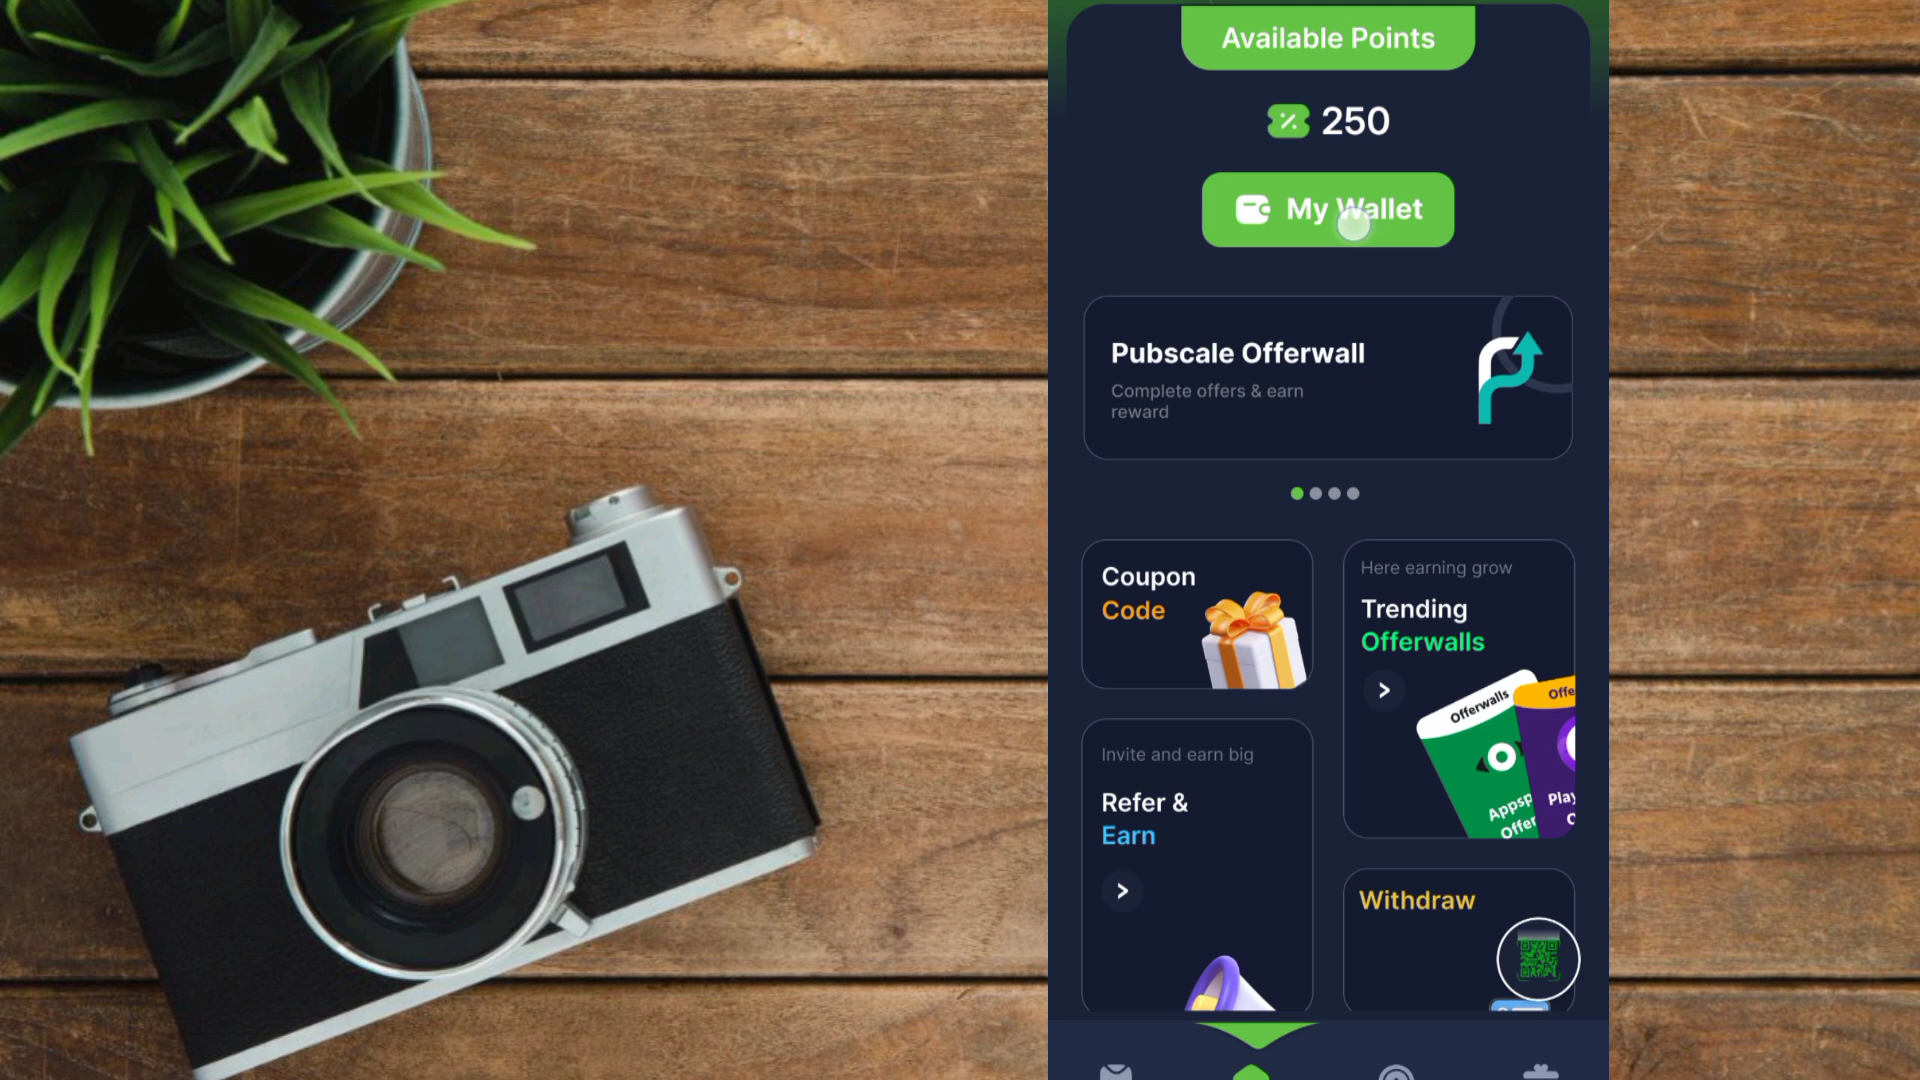 Available Points
250
My Wallet
Pubscale Offerwall
Complete offers & earn
reward
Coupon
Code
Here earning grow
Trending
Offerwalls
Offerwalls
Invite and earn big
Refer &
Earn
Withdraw